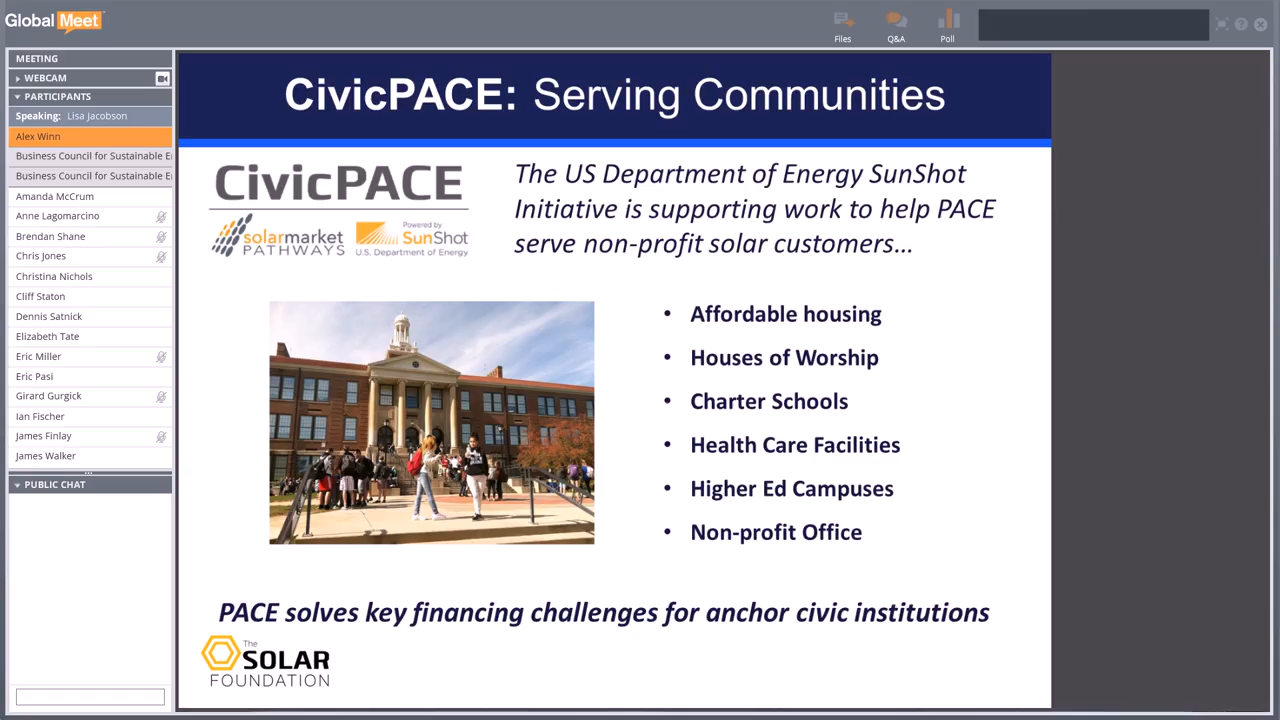 Global Meet
Files
Q&A
Poll
MEETING
WEBCAM
PARTICIPANTS
Speaking: Lisa Jacobson
Alex Winn
Business Council for Sustainable Er
Business Council for Sustainable Er
Amanda McCrum
Anne Lagomarcino
Brendan Shane
Chris Jones
Christina Nichols
Cliff Staton
Dennis Satnick
Elizabeth Tate
Eric Miller
Eric Pasi
Girard Gurgick
Ian Fischer
James Finlay
James Walker
PUBLIC CHAT
CivicPACE: Serving Communities
CivicPACE
solarmarket
PATHWAYS
Powered by
SunShot
U.S. Department of Energy
The US Department of Energy SunShot
Initiative is supporting work to help PACE
serve non-profit solar customers...
• Affordable housing
• Houses of Worship
• Charter Schools
• Health Care Facilities
• Higher Ed Campuses
• Non-profit Office
PACE solves key financing challenges for anchor civic institutions
The
SOLAR
FOUNDATION